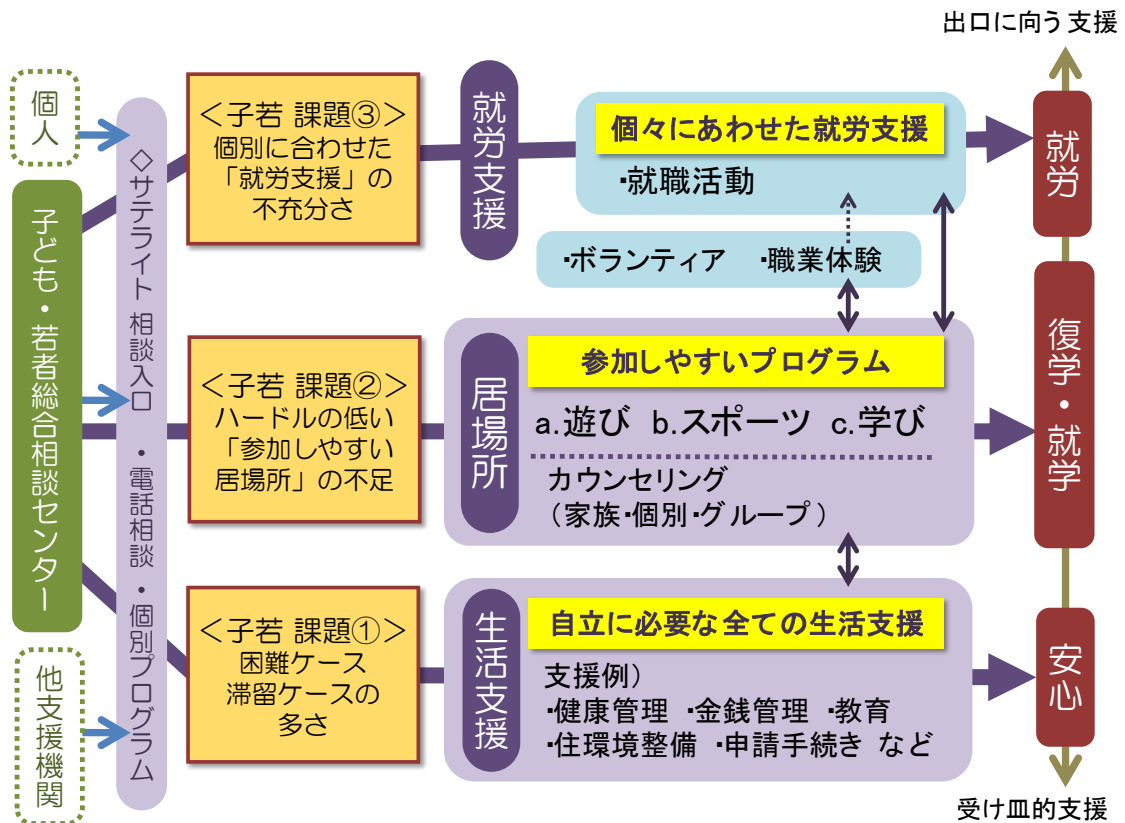 出口に向う支援
個人
子ども・若者総合相談センター
他支援機関
◇サテライト 相談入口 ・電話相談・個別プログラム
＜子若 課題③＞
個別に合わせた
「就労支援」の
不充分さ
就労支援
個々にあわせた就労支援
・就職活動
・ボランティア ・職業体験
就労
＜子若 課題②＞
ハードルの低い
「参加しやすい
居場所」の不足
居場所
参加しやすいプログラム
a.遊び b.スポーツ c.学び
カウンセリング
（家族・個別・グループ）
復学・就学
＜子若 課題①＞
困難ケース
滞留ケースの
多さ
生活支援
自立に必要な全ての生活支援
支援例）
・健康管理 ・金銭管理 ・教育
・住環境整備 ・申請手続き など
安心
受け皿的支援